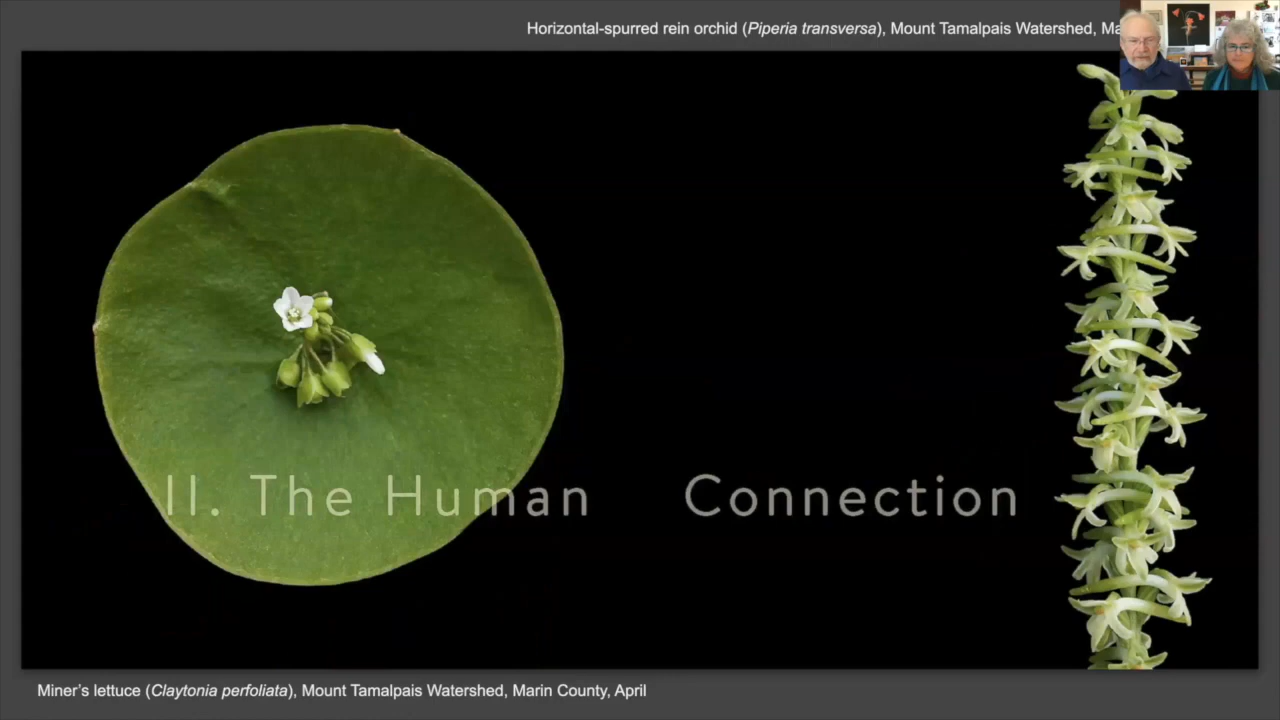 Horizontal-spurred rein orchid (Piperia transversa), Mount Tamalpais Watershed,
II. The Human Connection
Miner's lettuce (Claytonia perfoliata), Mount Tamalpais Watershed, Marin County, April